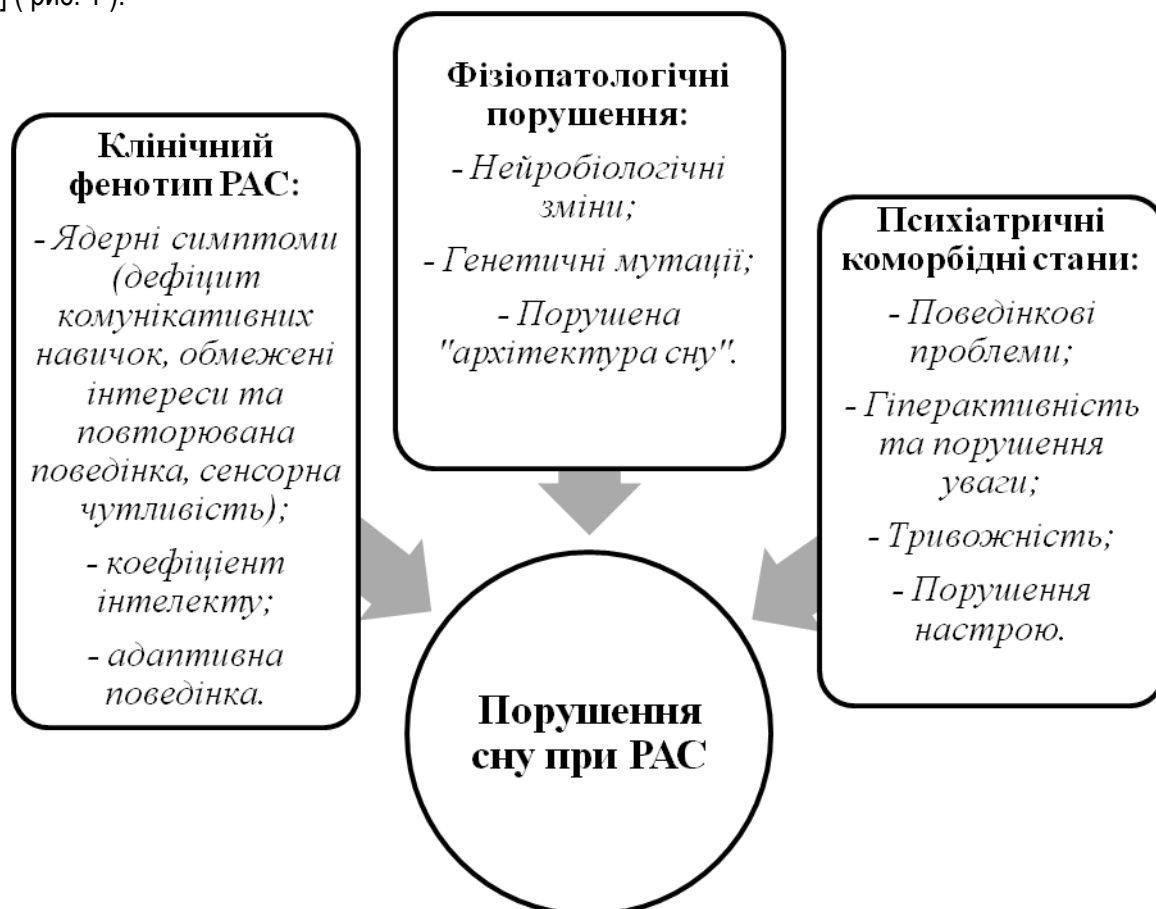 ] ( рис. 1 ).
Клінічний
фенотип РАС:
- Ядерні симптоми
(дефіцит
комунікативних
навичок, обмежені
інтереси та
повторювана
поведінка, сенсорна
чутливість);
- коефіцієнт
інтелекту;
- адаптивна
поведінка.
Фізіопатологічні
порушення:
- Нейробіологічні
зміни;
- Генетичні мутації;
- Порушена
"архітектура сну".
Психіатричні
коморбідні стани:
- Поведінкові
проблеми;
- Гіперактивність
та порушення
уваги;
- Тривожність;
- Порушення
настрою.
Порушення
сну при РАС